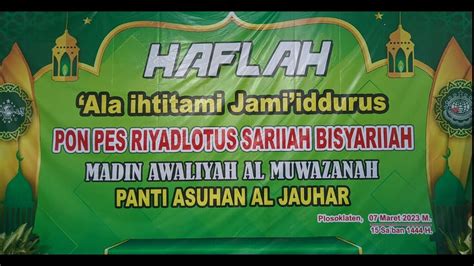 HAFLAH
'Ala ihtitami Jami'iddurus
PON PES RIYADLOTUS SARIIAH BISYARIIAH
MADIN AWALIYAH AL MUWAZANAH
PANTI ASUHAN AL JAUHAR
Plosoklaten, 07 Maret 2023 M.
15 Sa'ban 1444 H.